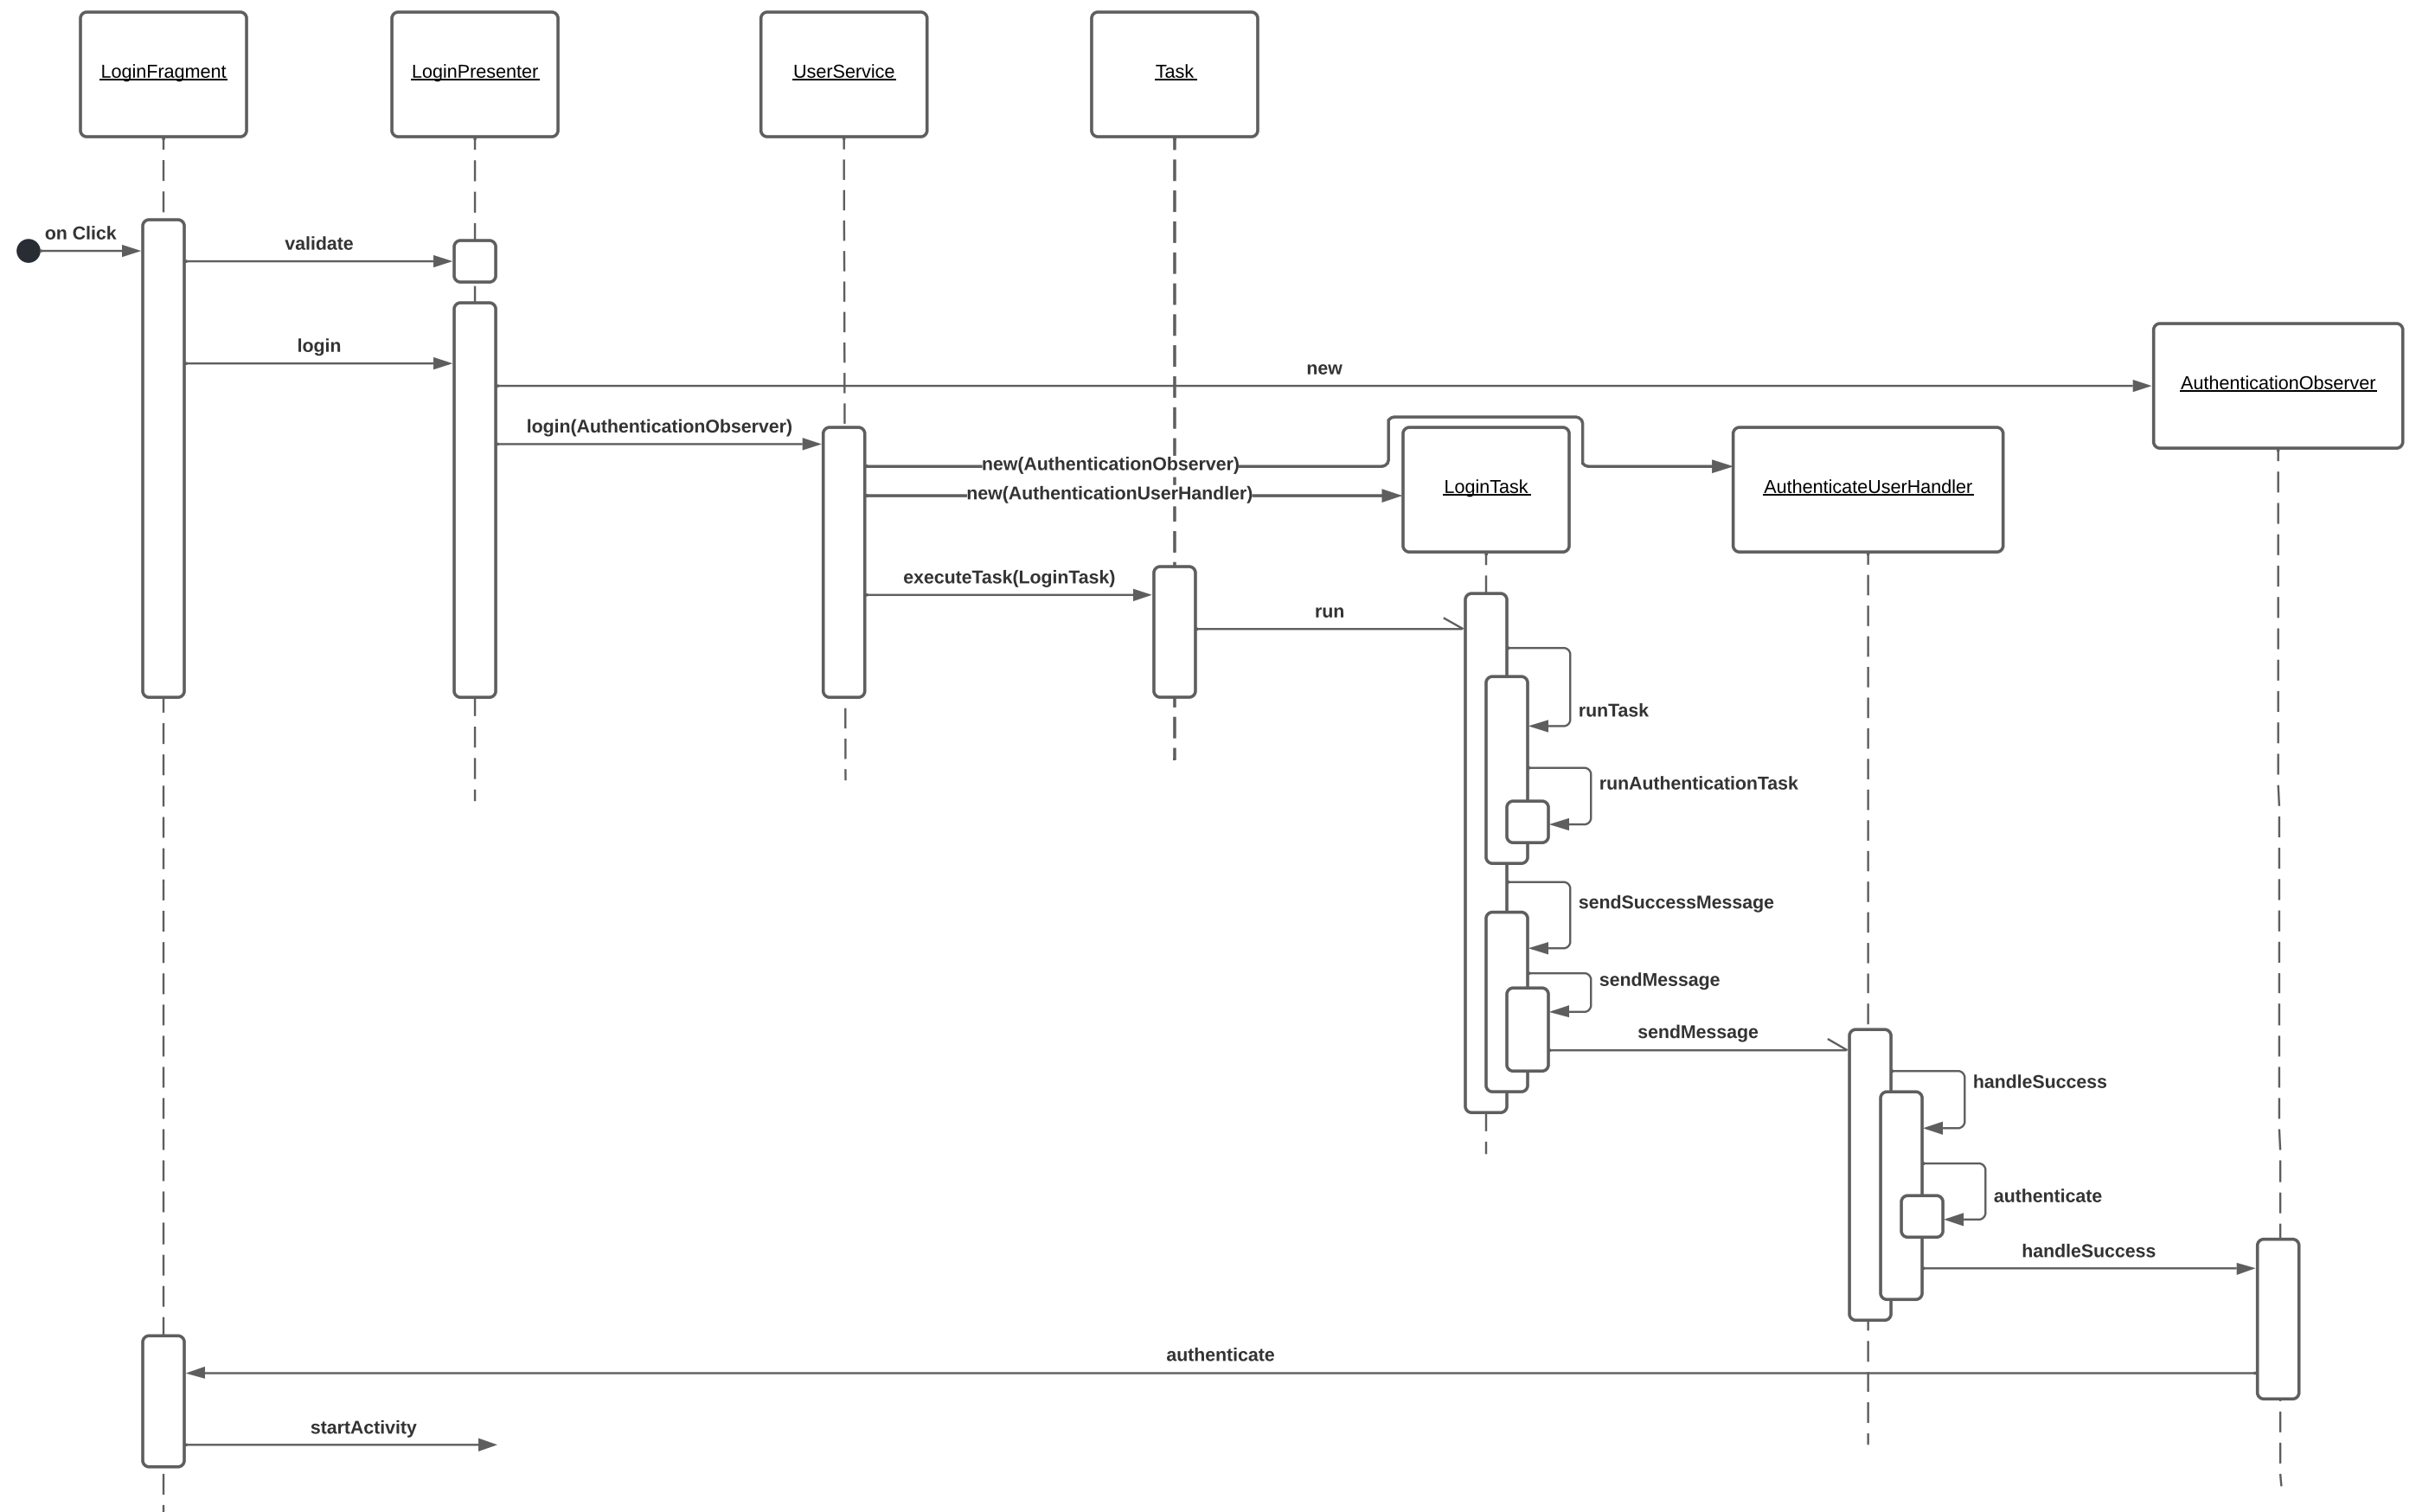 LoginFragment
LoginPresenter
UserService
Task
on Click
validate
login
new
AuthenticationObserver
login(AuthenticationObserver)
new(AuthenticationObserver)
new(AuthenticationUserHandler)
LoginTask
AuthenticateUserHandler
executeTask(LoginTask)
run
runTask
runAuthenticationTask
sendSuccessMessage
sendMessage
sendMessage
handleSuccess
authenticate
handleSuccess
authenticate
startActivity